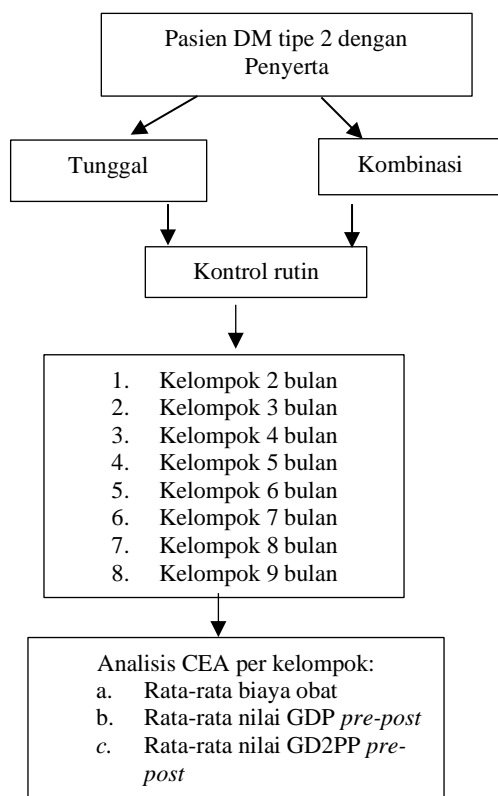 Pasien DM tipe 2 dengan
Penyerta
Tunggal
Kombinasi
Kontrol rutin
1. Kelompok 2 bulan
2. Kelompok 3 bulan
3. Kelompok 4 bulan
4. Kelompok 5 bulan
5. Kelompok 6 bulan
6. Kelompok 7 bulan
7. Kelompok 8 bulan
8. Kelompok 9 bulan
Analisis CEA per kelompok:
a. Rata-rata biaya obat
b. Rata-rata nilai GDP pre-post
c. Rata-rata nilai GD2PP pre-
post